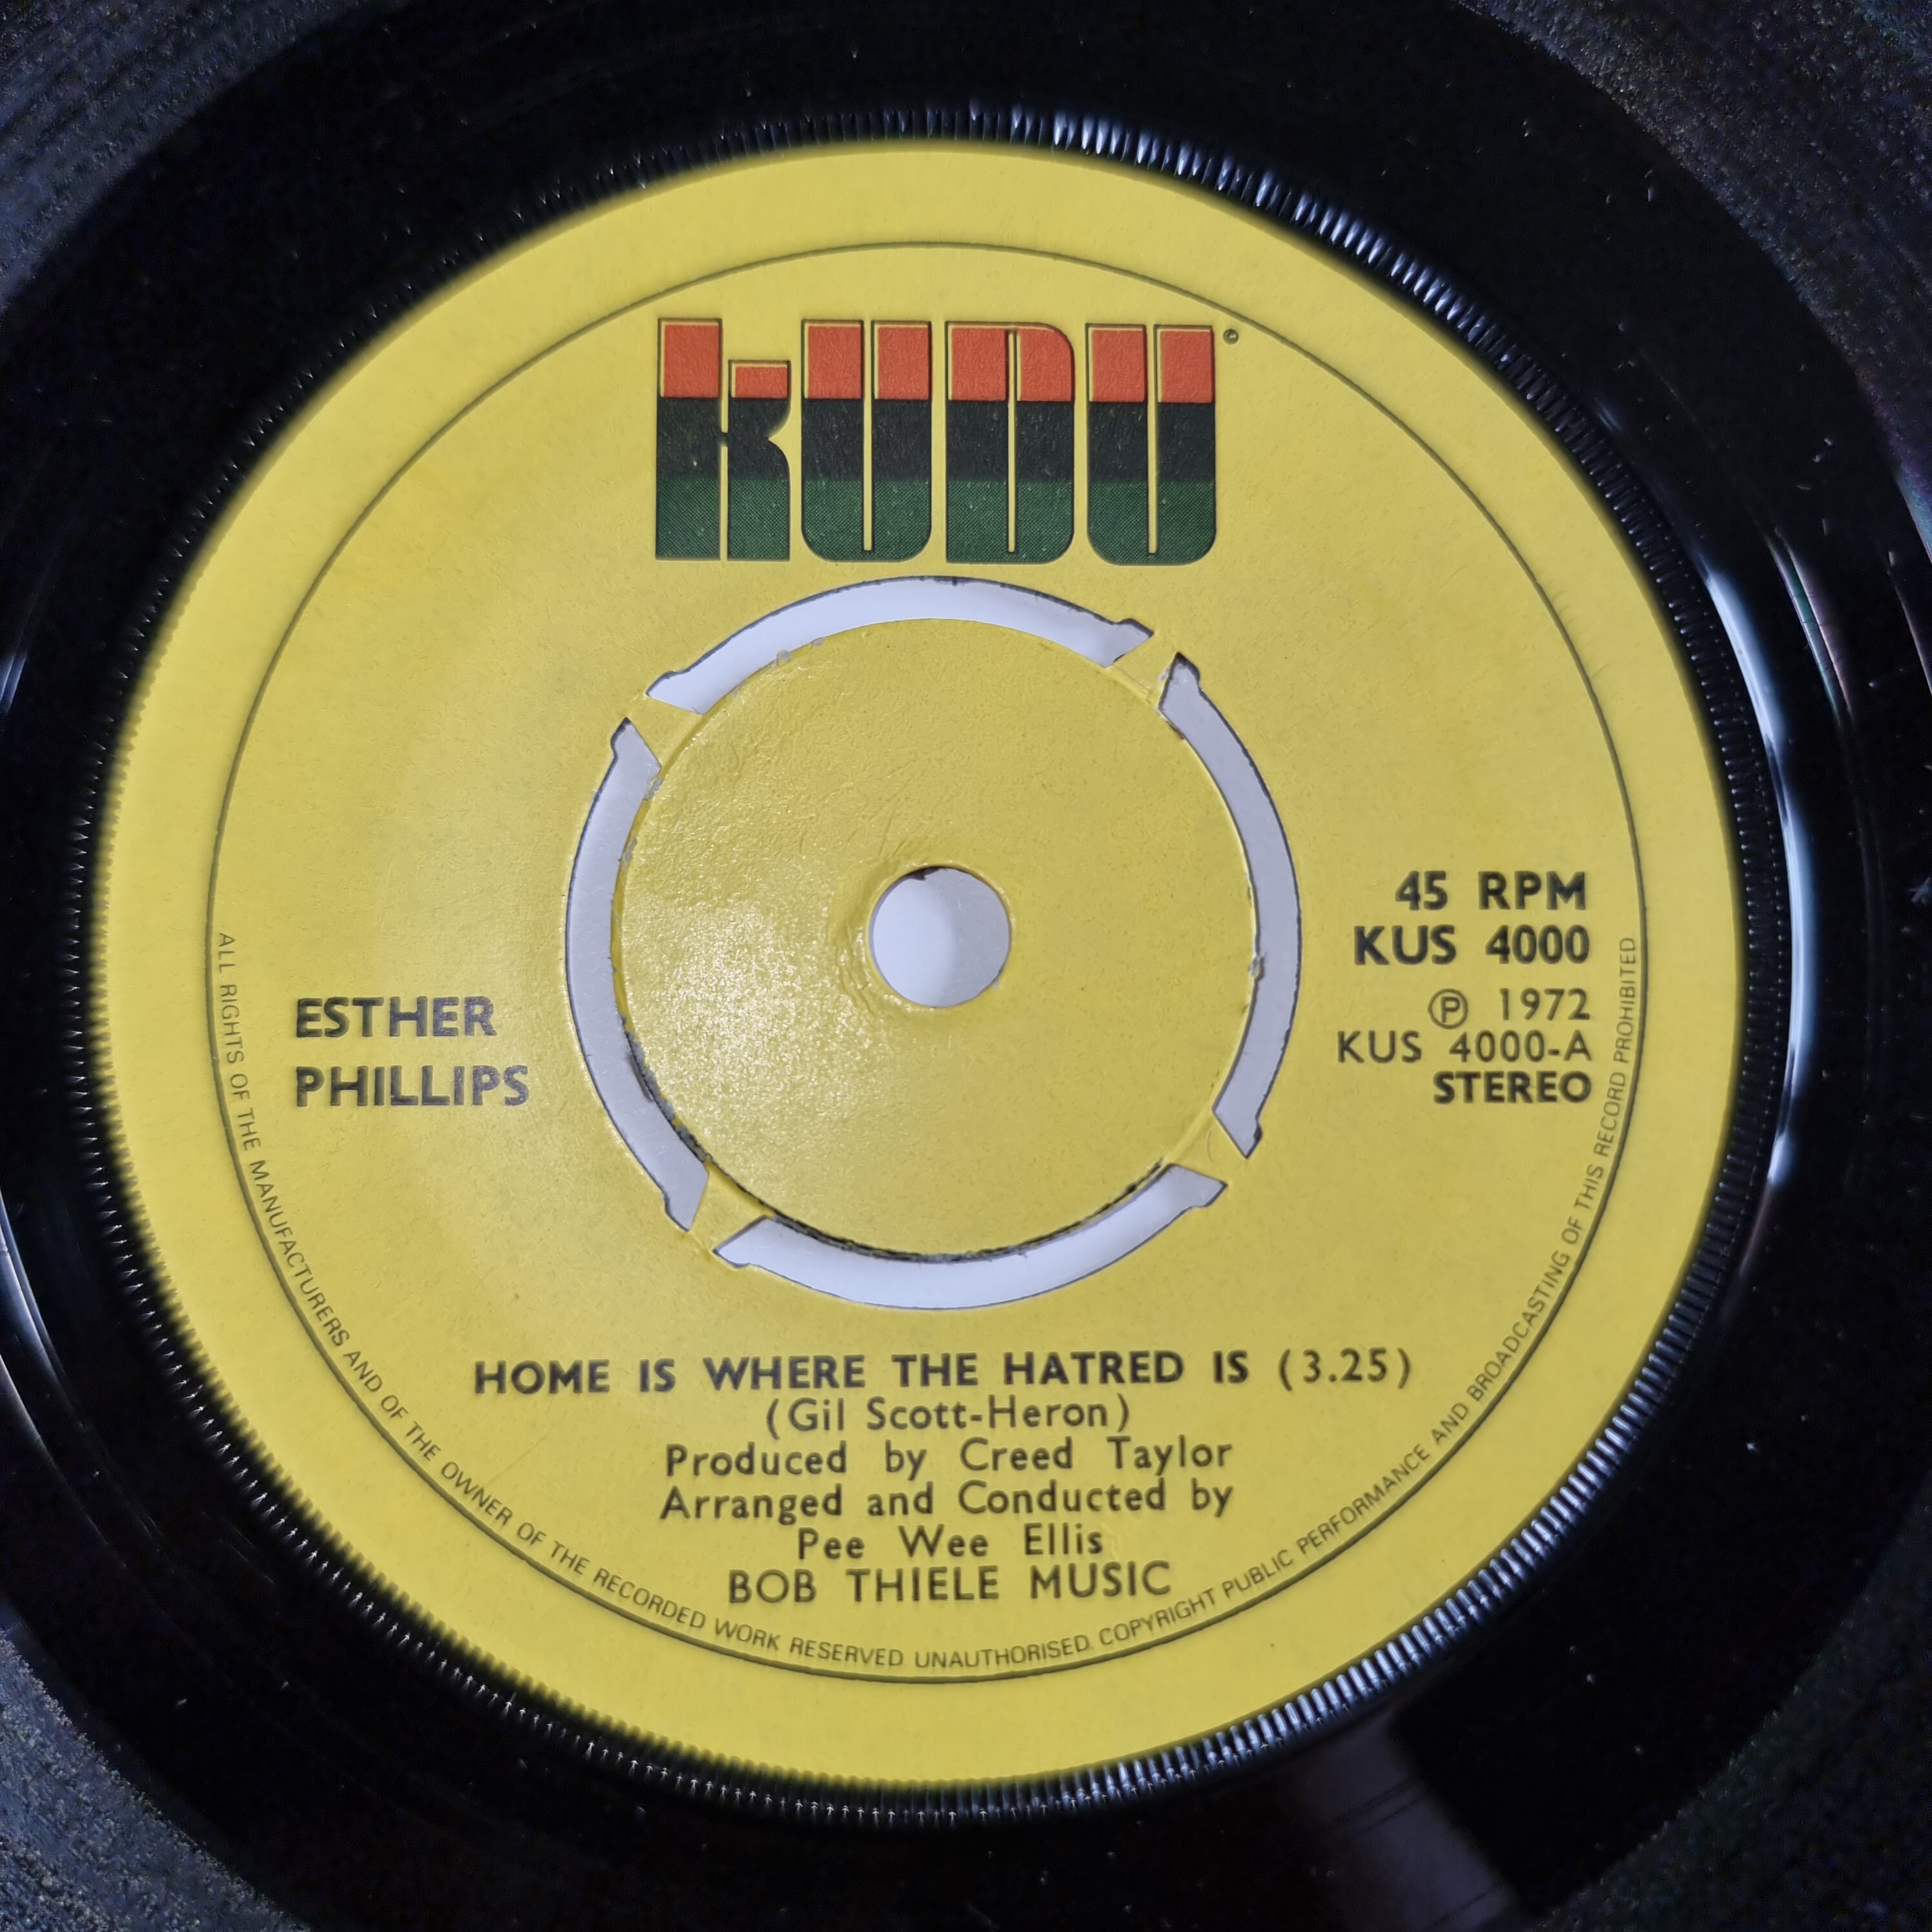 KUDU
45 RPM
KUS 4000
Ⓟ 1972
KUS 4000-A
STEREO
ESTHER
PHILLIPS
HOME IS WHERE THE HATRED IS (3.25)
(Gil Scott-Heron)
Produced by Creed Taylor
Arranged and Conducted by
Pee Wee Ellis
BOB THIELE MUSIC
ALL RIGHTS OF THE MANUFACTURERS AND OF THE OWNER OF THE RECORDED WORK RESERVED UNAUTHORISED. COPYRIGHT PUBLIC PERFORMANCE AND BROADCASTING OF THIS RECORD PROHIBITED